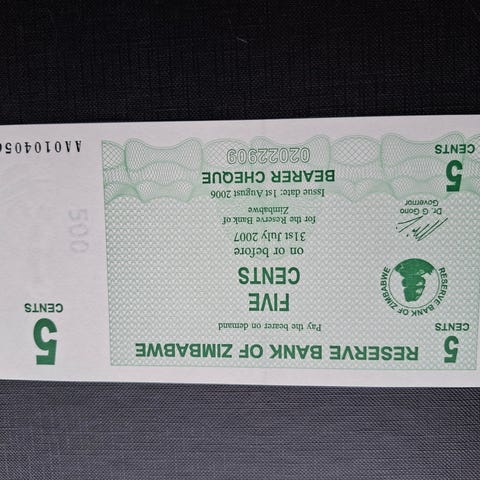 5
CENTS
RESERVE BANK OF ZIMBABWE
Pay the bearer on demand
FIVE
CENTS
on or before
31st July 2007
for the Reserve Bank of
Zimbabwe
Issue date: 1st August 2006
BEARER CHEQUE
02022909
RESERVE BANK OF ZIMBABWE
Dr. G Gono
Governor
5
CENTS
5
CENTS
500
AA010405